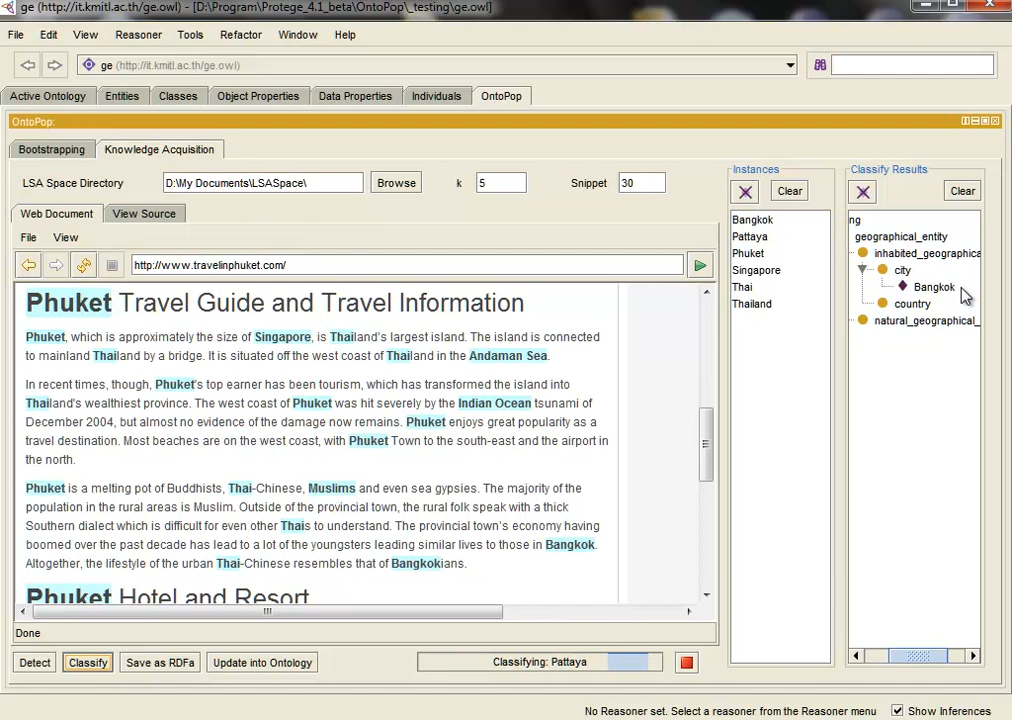 ge (http://it.kmitl.ac.th/ge.owl) - [D:\Program\Protege_4.1_beta\OntoPop\_testing\ge.owl]
File Edit View Reasoner Tools Refactor Window Help
ge (http://it.kmitl.ac.th/ge.owl)
Active Ontology Entities Classes Object Properties Data Properties Individuals OntoPop
OntoPop:
Bootstrapping Knowledge Acquisition
LSA Space Directory D:\My Documents\LSASpace\ Browse k 5 Snippet 30
Web Document View Source
File View
http://www.travelinphuket.com/
Phuket Travel Guide and Travel Information
Phuket, which is approximately the size of Singapore, is Thailand's largest island. The island is connected
to mainland Thailand by a bridge. It is situated off the west coast of Thailand in the Andaman Sea.
In recent times, though, Phuket's top earner has been tourism, which has transformed the island into
Thailand's wealthiest province. The west coast of Phuket was hit severely by the Indian Ocean tsunami of
December 2004, but almost no evidence of the damage now remains. Phuket enjoys great popularity as a
travel destination. Most beaches are on the west coast, with Phuket Town to the south-east and the airport in
the north.
Phuket is a melting pot of Buddhists, Thai-Chinese, Muslims and even sea gypsies. The majority of the
population in the rural areas is Muslim. Outside of the provincial town, the rural folk speak with a thick
Southern dialect which is difficult for even other Thais to understand. The provincial town's economy having
boomed over the past decade has lead to a lot of the youngsters leading similar lives to those in Bangkok.
Altogether, the lifestyle of the urban Thai-Chinese resembles that of Bangkokians.
Phuket Hotel and Resort
Done
Detect Classify Save as RDFa Update into Ontology Classifying: Pattaya
Instances
Clear
Bangkok
Pattaya
Phuket
Singapore
Thai
Thailand
Classify Results
Clear
ng
geographical_entity
inhabited_geographica
city
Bangkok
country
natural_geographical_
No Reasoner set. Select a reasoner from the Reasoner menu Show Inferences